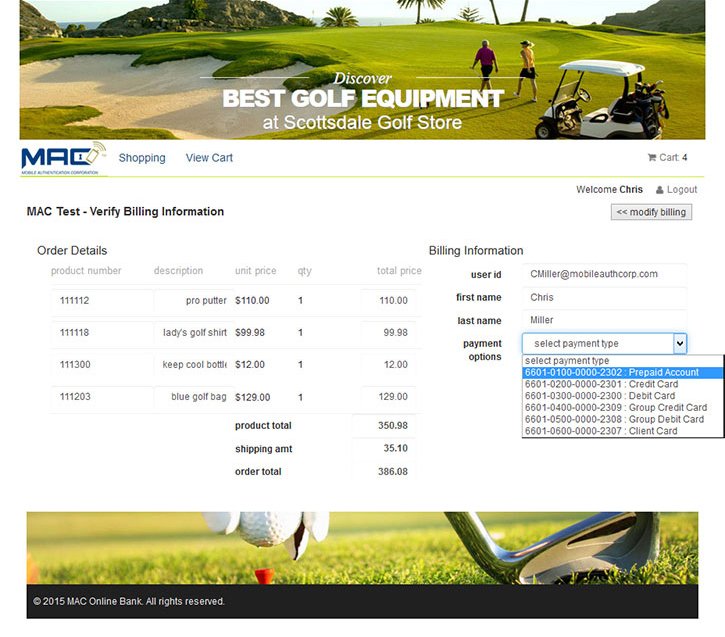 Discover
BEST GOLF EQUIPMENT
at Scottsdale Golf Store
MAC
MOBILE AUTHENTICATION CORPORATION
Shopping View Cart Cart: 4
Welcome Chris Logout
MAC Test - Verify Billing Information << modify billing
Order Details
product number description unit price qty total price
111112 pro putter $110.00 1 110.00
111118 lady's golf shirt $99.98 1 99.98
111300 keep cool bottle $12.00 1 12.00
111203 blue golf bag $129.00 1 129.00
product total 350.98
shipping amt 35.10
order total 386.08
Billing Information
user id CMiller@mobileauthcorp.com
first name Chris
last name Miller
payment options select payment type
select payment type
6601-0100-0000-2302 : Prepaid Account
6601-0200-0000-2301 : Credit Card
6601-0300-0000-2300 : Debit Card
6601-0400-0000-2309 : Group Credit Card
6601-0500-0000-2308 : Group Debit Card
6601-0600-0000-2307 : Client Card
© 2015 MAC Online Bank. All rights reserved.